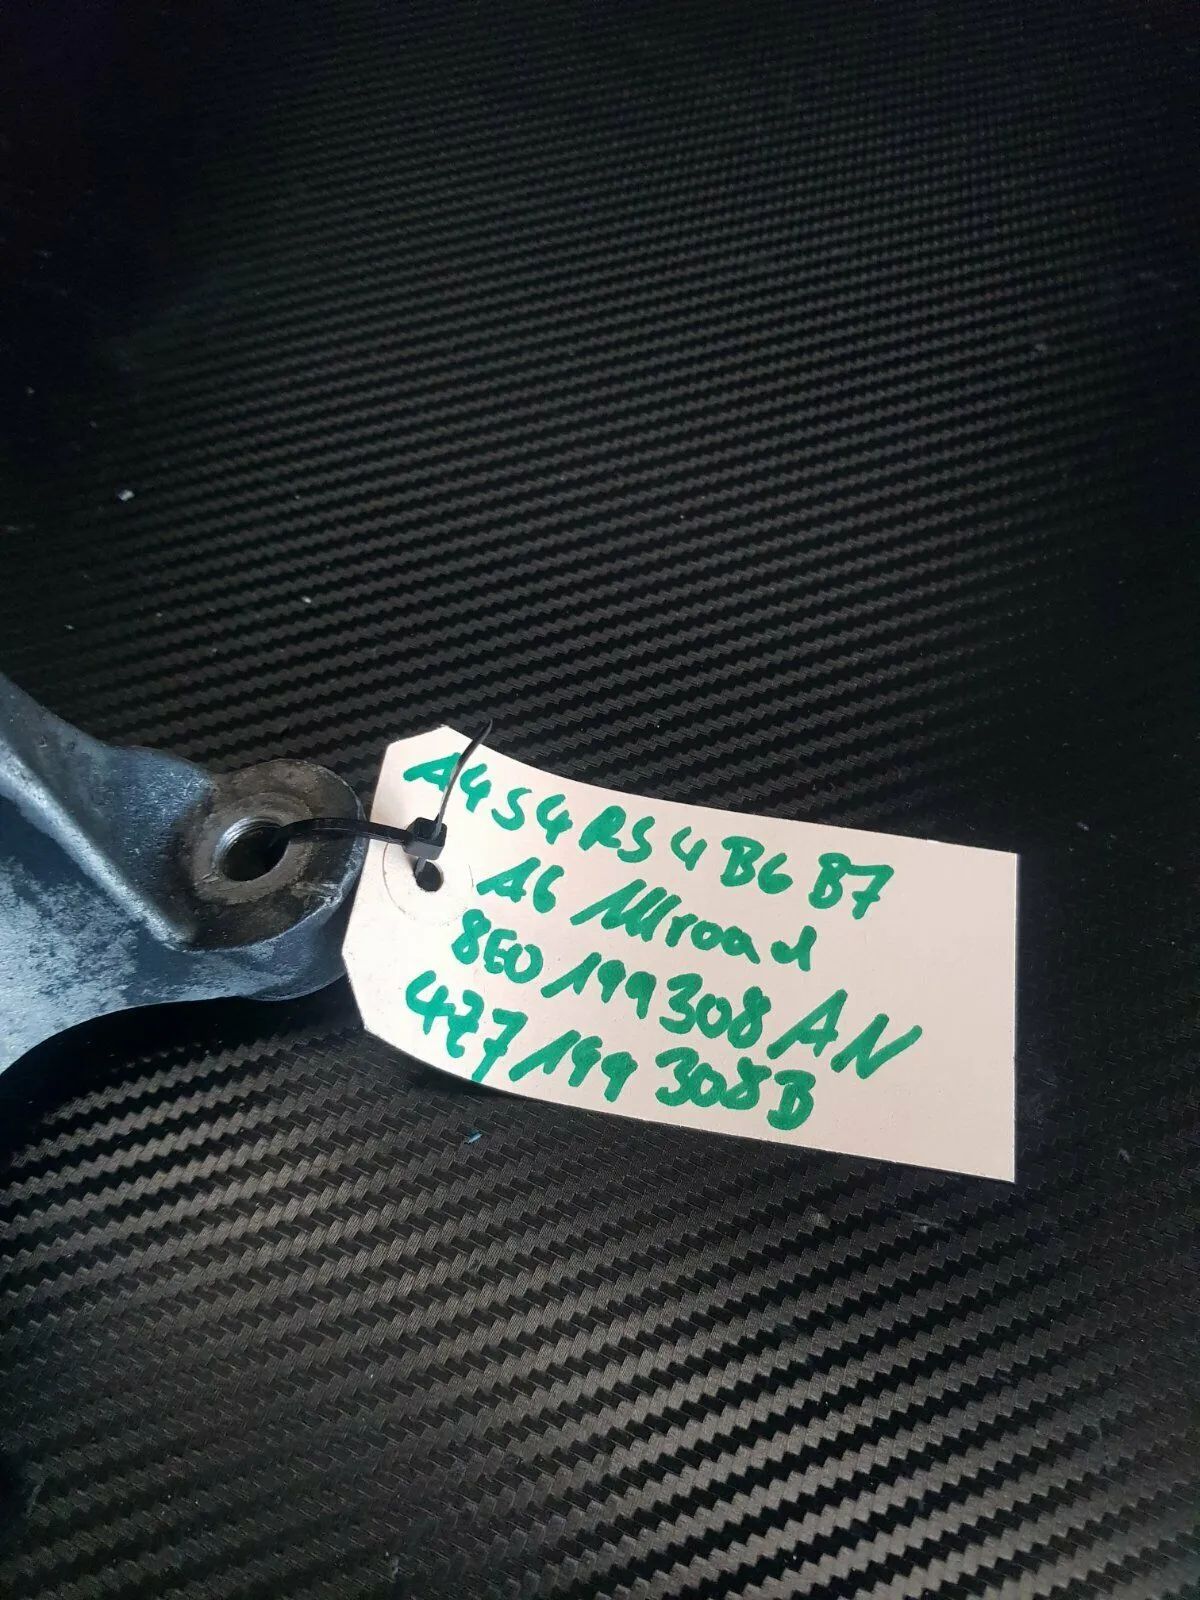 A4 S4 RS4 B6 B7
A6 Allroad
8E0 199 308 AN
4Z7 199 308 B